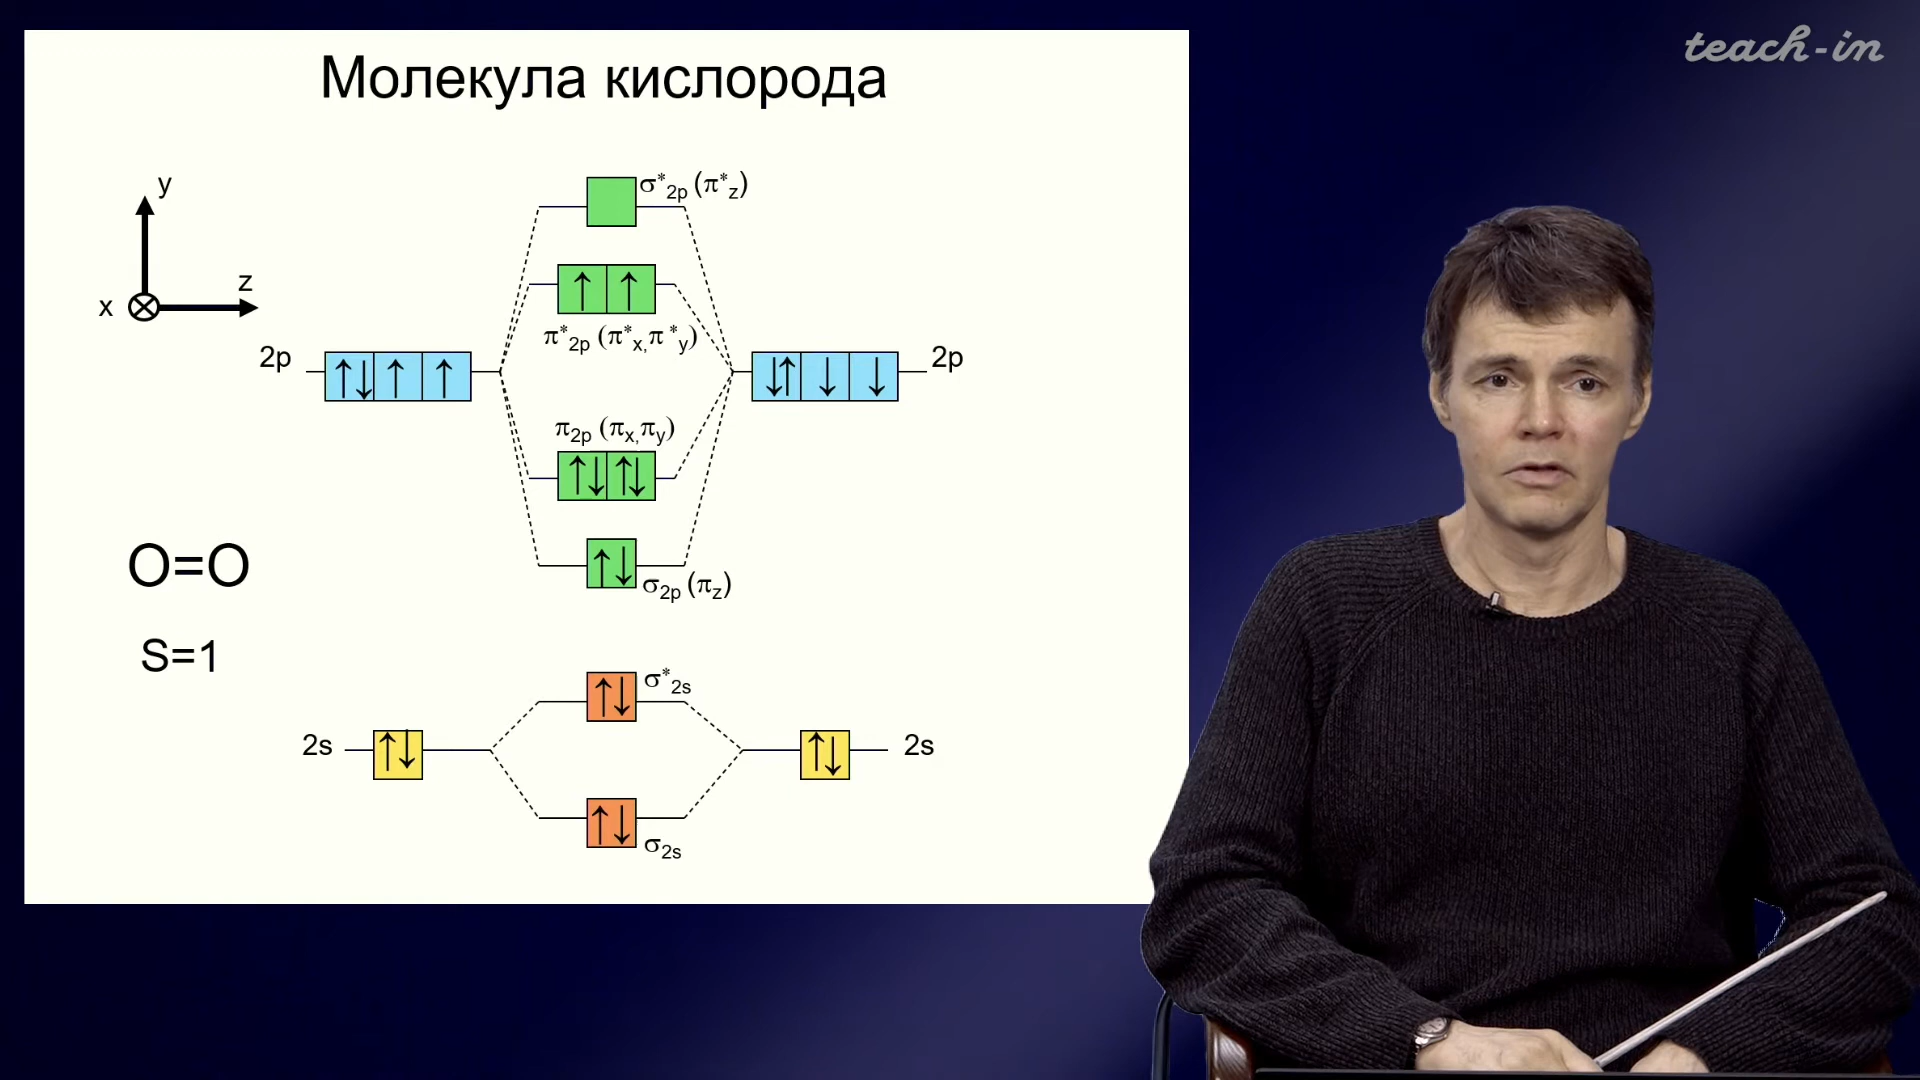 teach-in
Молекула кислорода
σ*2p (π*z)
y
z
x
π*2p (π*x, π*y)
2p
2p
π2p (πx, πy)
O=O
σ2p (πz)
S=1
σ*2s
2s
2s
σ2s